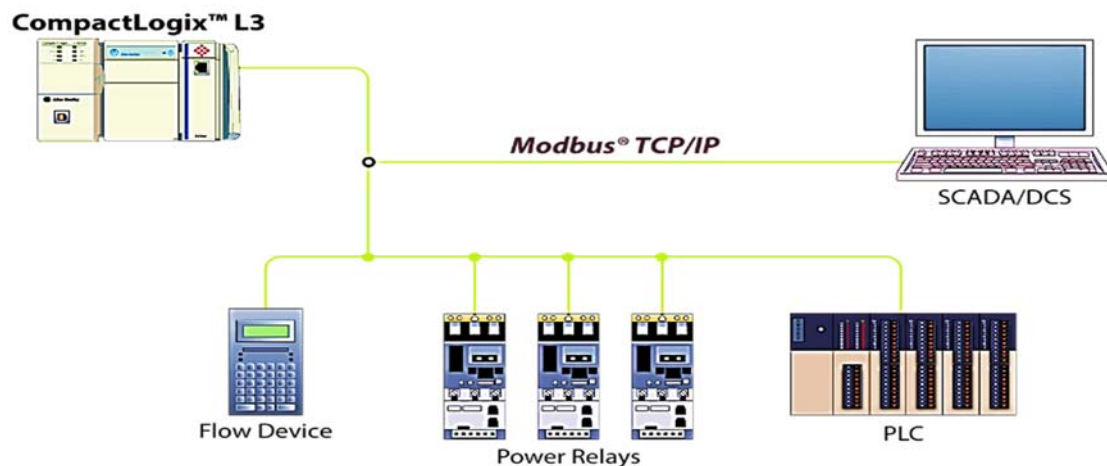 CompactLogix™ L3
Modbus® TCP/IP
SCADA/DCS
Flow Device
Power Relays
PLC